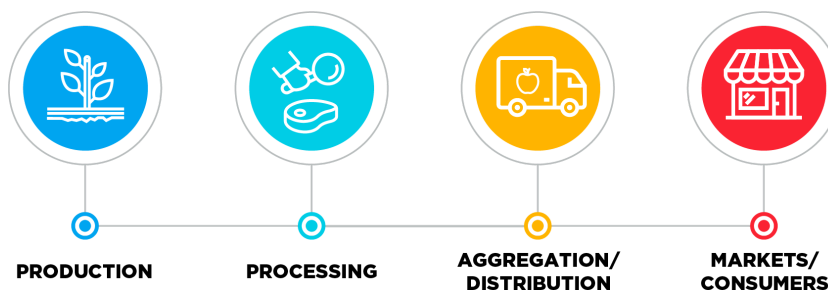 PRODUCTION
PROCESSING
AGGREGATION/
DISTRIBUTION
MARKETS/
CONSUMERS